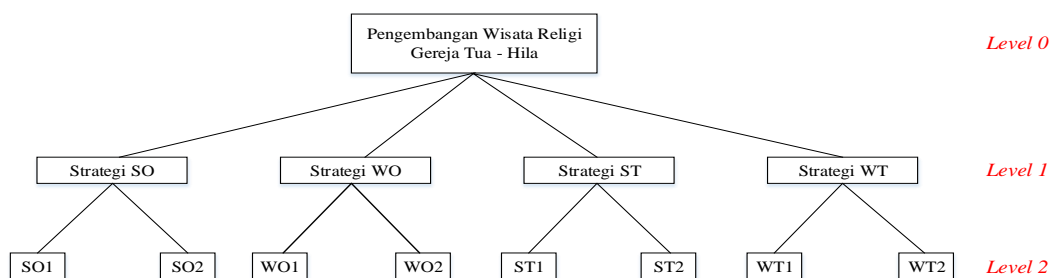 Pengembangan Wisata Religi
Gereja Tua - Hila
Level 0
Strategi SO
Strategi WO
Strategi ST
Strategi WT
Level 1
SO1
SO2
WO1
WO2
ST1
ST2
WT1
WT2
Level 2